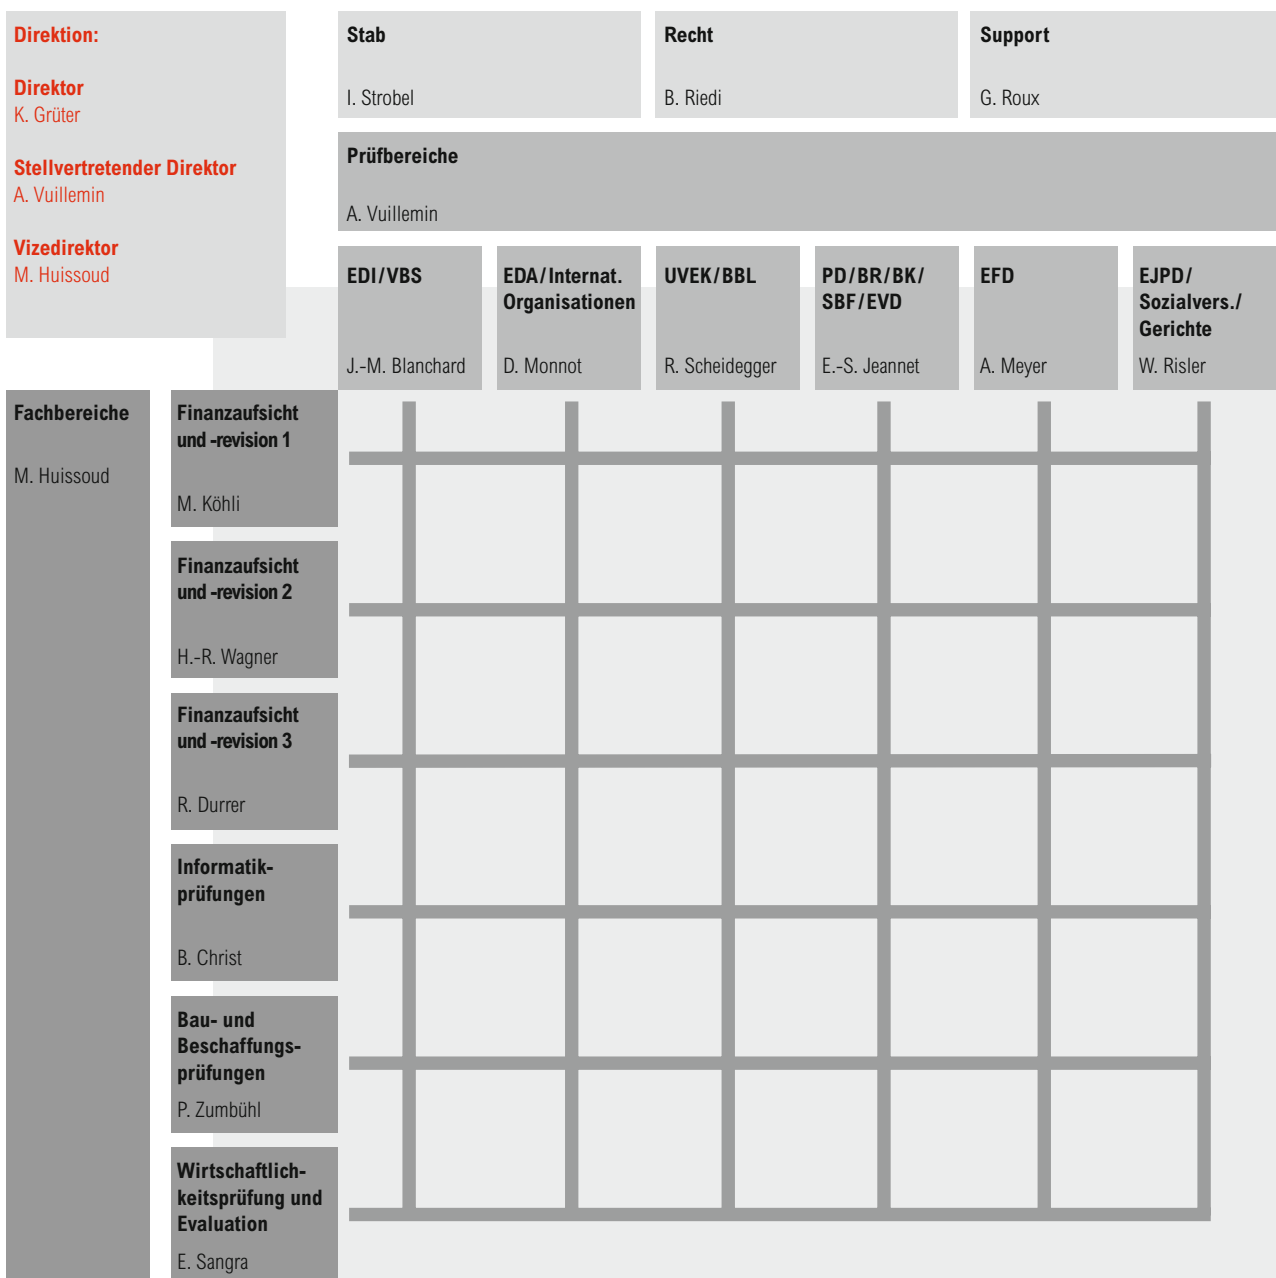 Direktion:
Direktor
K. Grüter
Stellvertretender Direktor
A. Vuillemin
Vizedirektor
M. Huissoud
Stab
I. Strobel
Recht
B. Riedi
Support
G. Roux
Prüfbereiche
A. Vuillemin
EDI/VBS
J.-M. Blanchard
EDA/Internat.
Organisationen
D. Monnot
UVEK/BBL
R. Scheidegger
PD/BR/BK/
SBF/EVD
E.-S. Jeannet
EFD
A. Meyer
EJPD/
Sozialvers./
Gerichte
W. Risler
Fachbereiche
M. Huissoud
Finanzaufsicht
und -revision 1
M. Köhli
Finanzaufsicht
und -revision 2
H.-R. Wagner
Finanzaufsicht
und -revision 3
R. Durrer
Informatik-
prüfungen
B. Christ
Bau- und
Beschaffungs-
prüfungen
P. Zumbühl
Wirtschaftlich-
keitsprüfung und
Evaluation
E. Sangra